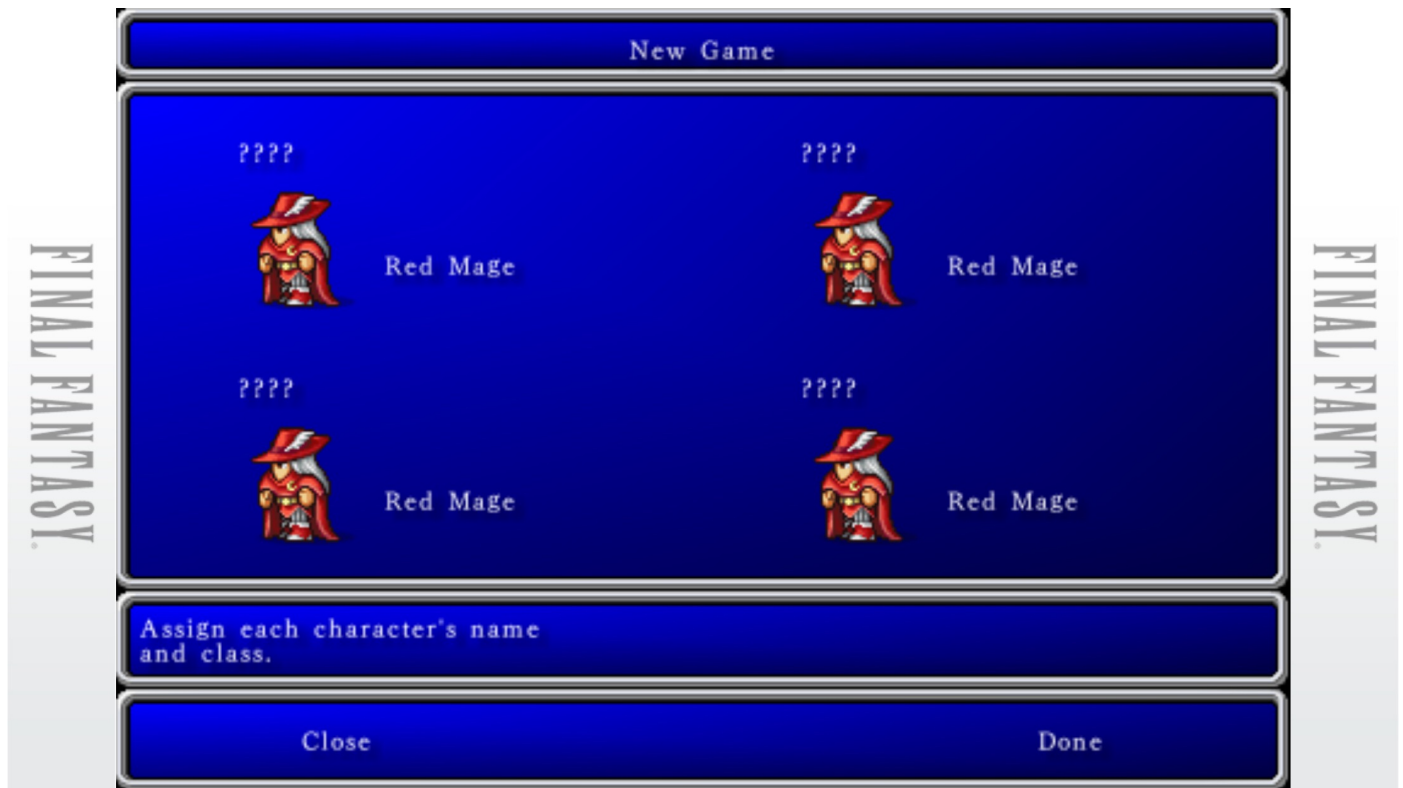 New Game
????
????
Red Mage
Red Mage
????
????
Red Mage
Red Mage
Assign each character's name
and class.
Close
Done
FINAL FANTASY
FINAL FANTASY